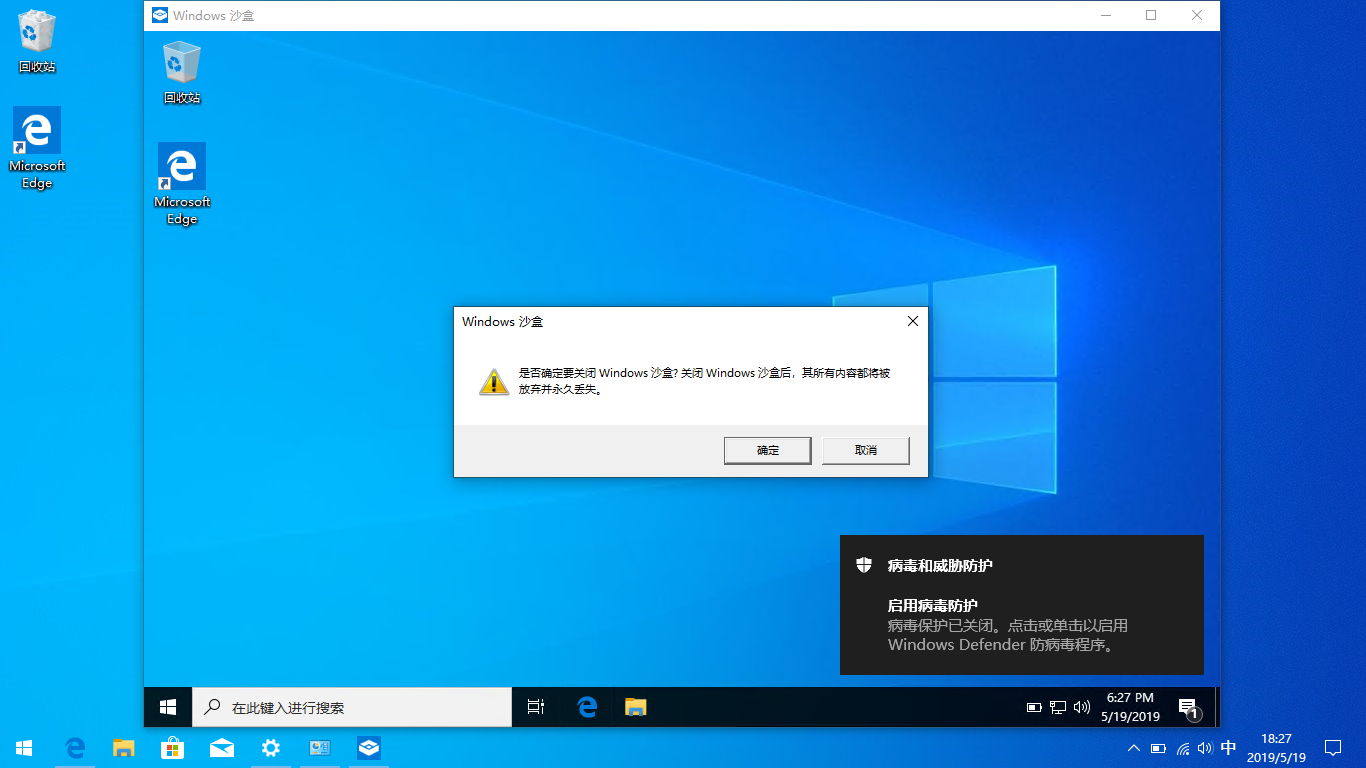 Windows 沙盒
回收站
Microsoft
Edge
回收站
Microsoft
Edge
Windows 沙盒
是否确定要关闭 Windows 沙盒? 关闭 Windows 沙盒后，其所有内容都将被
放弃并永久丢失。
确定
取消
病毒和威胁防护
启用病毒防护
病毒保护已关闭。点击或单击以启用
Windows Defender 防病毒程序。
在此键入进行搜索
6:27 PM
5/19/2019
1
中
18:27
2019/5/19